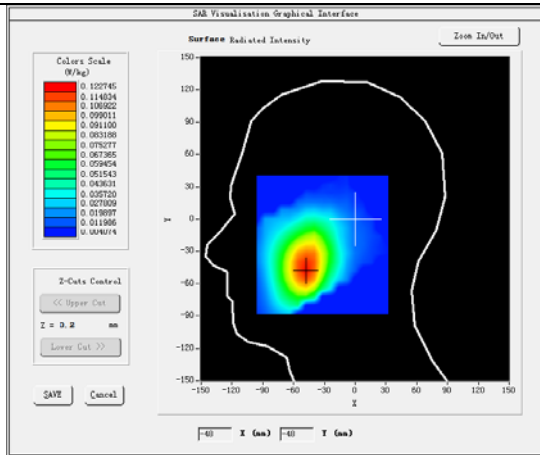 SAR Visualisation Graphical Interface
Surface Radiated Intensity
Zoom In/Out
Colors Scale
(W/kg)
0.122745
0.114834
0.106922
0.099011
0.091100
0.083188
0.075277
0.067365
0.059454
0.051543
0.043631
0.035720
0.027809
0.019897
0.011986
0.004074
150
120
90
60
30
0
-30
-60
-90
-120
-150
Y
-150 -120 -90 -60 -30 0 30 60 90 120 150
X
Z-Cuts Control
<< Upper Cut
Z = 3.2 mm
Lower Cut >>
SAVE Cancel
-48 X (mm) -48 Y (mm)